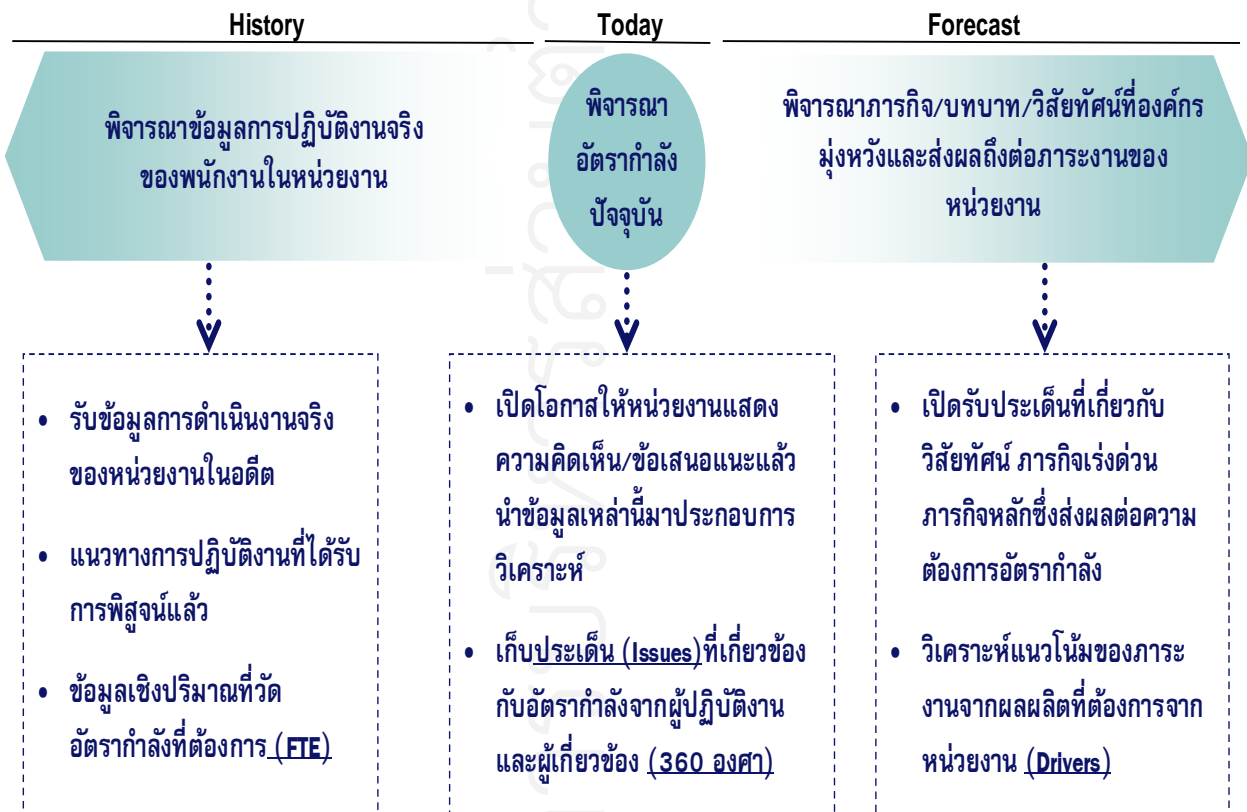 History
Today
Forecast
พิจารณาข้อมูลการปฏิบัติงานจริง
ของพนักงานในหน่วยงาน
พิจารณา
อัตรากำลัง
ปัจจุบัน
พิจารณาภารกิจ/บทบาท/วิสัยทัศน์ที่องค์กร
มุ่งหวังและส่งผลถึงต่อภาระงานของ
หน่วยงาน
• รับข้อมูลการดำเนินงานจริง
ของหน่วยงานในอดีต
• แนวทางการปฏิบัติงานที่ได้รับ
การพิสูจน์แล้ว
• ข้อมูลเชิงปริมาณที่วัด
อัตรากำลังที่ต้องการ (FTE)
• เปิดโอกาสให้หน่วยงานแสดง
ความคิดเห็น/ข้อเสนอแนะแล้ว
นำข้อมูลเหล่านี้มาประกอบการ
วิเคราะห์
• เก็บประเด็น (Issues)ที่เกี่ยวข้อง
กับอัตรากำลังจากผู้ปฏิบัติงาน
และผู้เกี่ยวข้อง (360 องศา)
• เปิดรับประเด็นที่เกี่ยวกับ
วิสัยทัศน์ ภารกิจเร่งด่วน
ภารกิจหลักซึ่งส่งผลต่อความ
ต้องการอัตรากำลัง
• วิเคราะห์แนวโน้มของภาระ
งานจากผลผลิตที่ต้องการจาก
หน่วยงาน (Drivers)